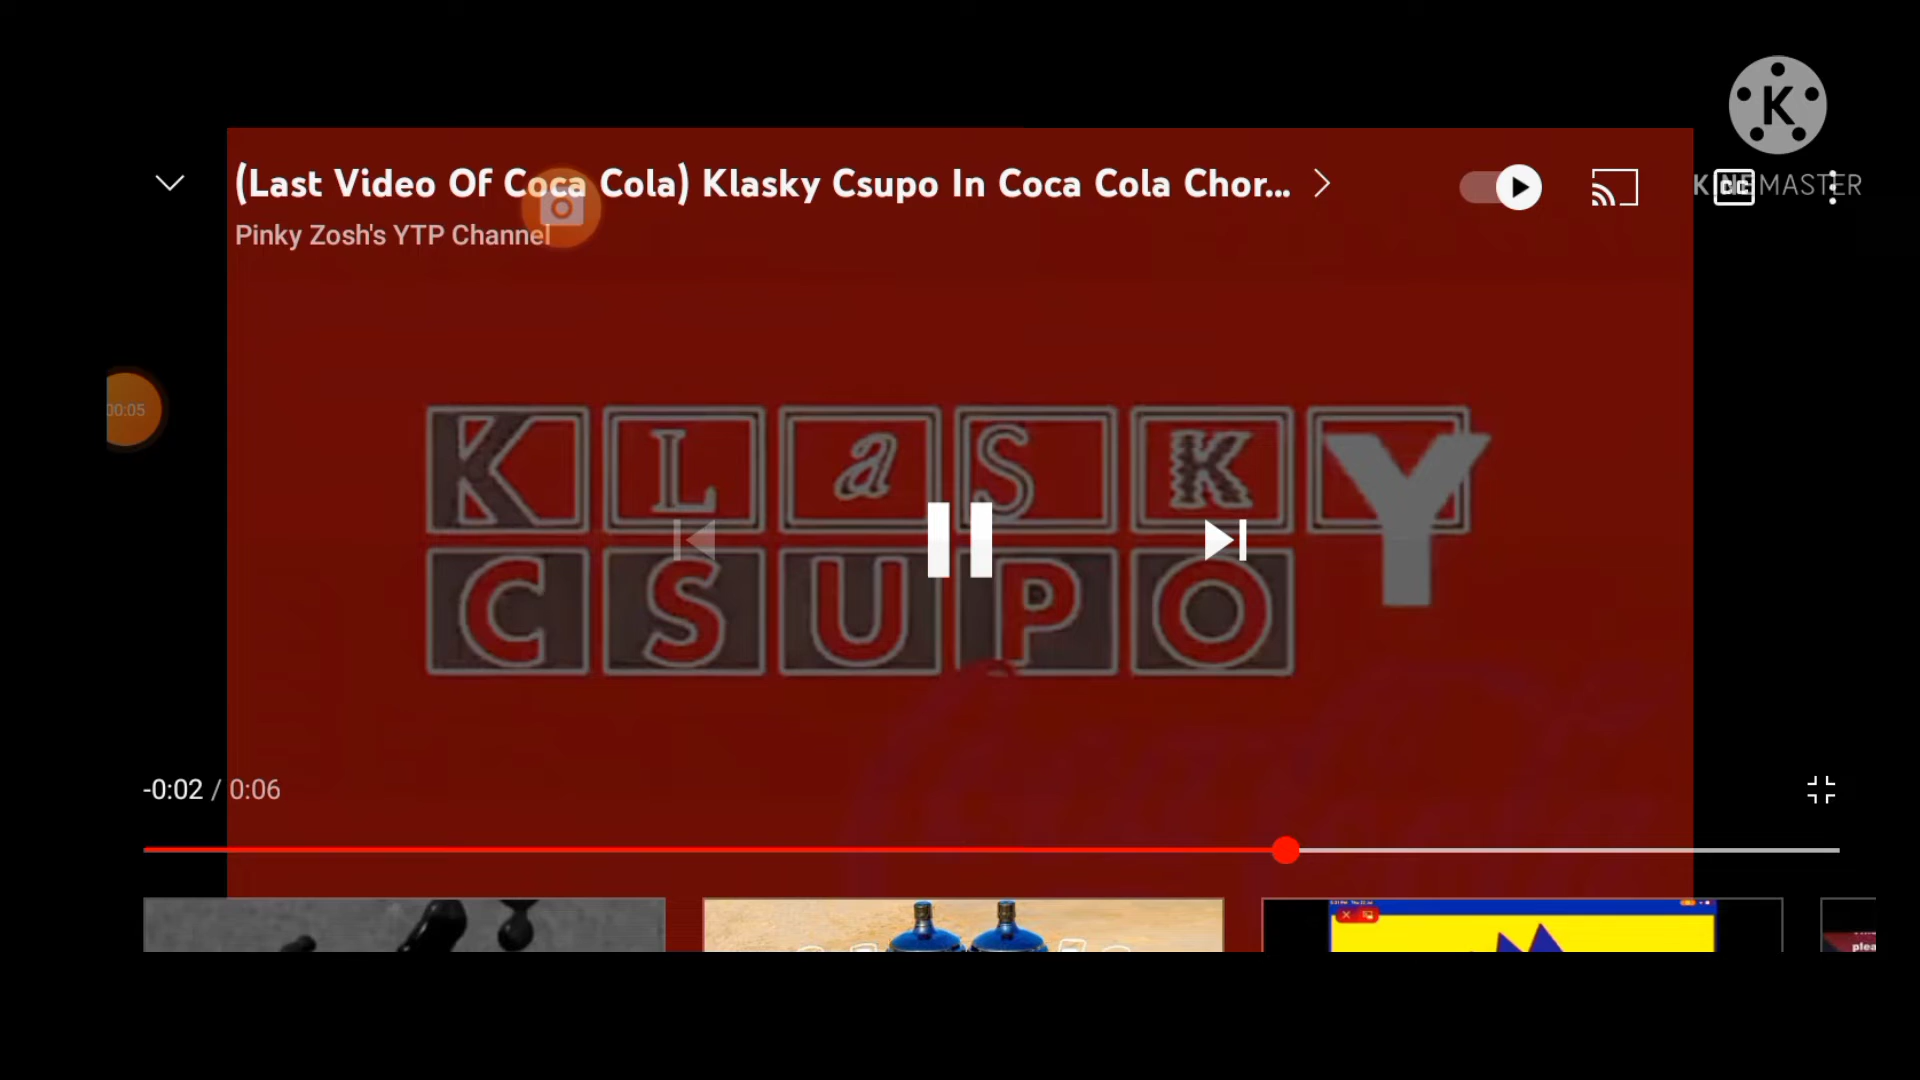 K
(Last Video Of Coca Cola) Klasky Csupo In Coca Cola Chor...
KINEMASTER
Pinky Zosh's YTP Channel
00:05
KLaSKY
CSUPO
-0:02 / 0:06
plea